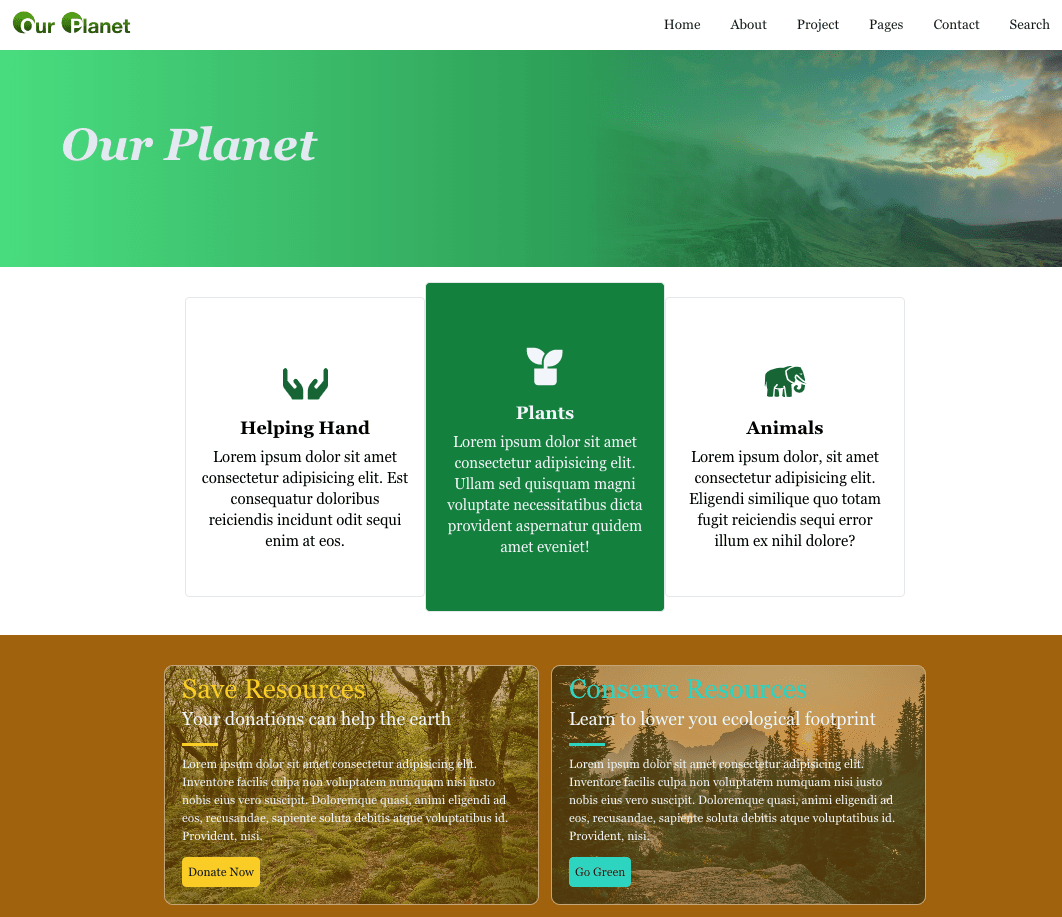 Our Planet
Home About Project Pages Contact Search
Our Planet
Helping Hand
Lorem ipsum dolor sit amet
consectetur adipisicing elit. Est
consequatur doloribus
reiciendis incidunt odit sequi
enim at eos.
Plants
Lorem ipsum dolor sit amet
consectetur adipisicing elit.
Ullam sed quisquam magni
voluptate necessitatibus dicta
provident aspernatur quidem
amet eveniet!
Animals
Lorem ipsum dolor, sit amet
consectetur adipisicing elit.
Eligendi similique quo totam
fugit reiciendis sequi error
illum ex nihil dolore?
Save Resources
Your donations can help the earth
Lorem ipsum dolor sit amet consectetur adipisicing elit.
Inventore facilis culpa non voluptatem numquam nisi iusto
nobis eius vero suscipit. Doloremque quasi, animi eligendi ad
eos, recusandae, sapiente soluta debitis atque voluptatibus id.
Provident, nisi.
Donate Now
Conserve Resources
Learn to lower you ecological footprint
Lorem ipsum dolor sit amet consectetur adipisicing elit.
Inventore facilis culpa non voluptatem numquam nisi iusto
nobis eius vero suscipit. Doloremque quasi, animi eligendi ad
eos, recusandae, sapiente soluta debitis atque voluptatibus id.
Provident, nisi.
Go Green